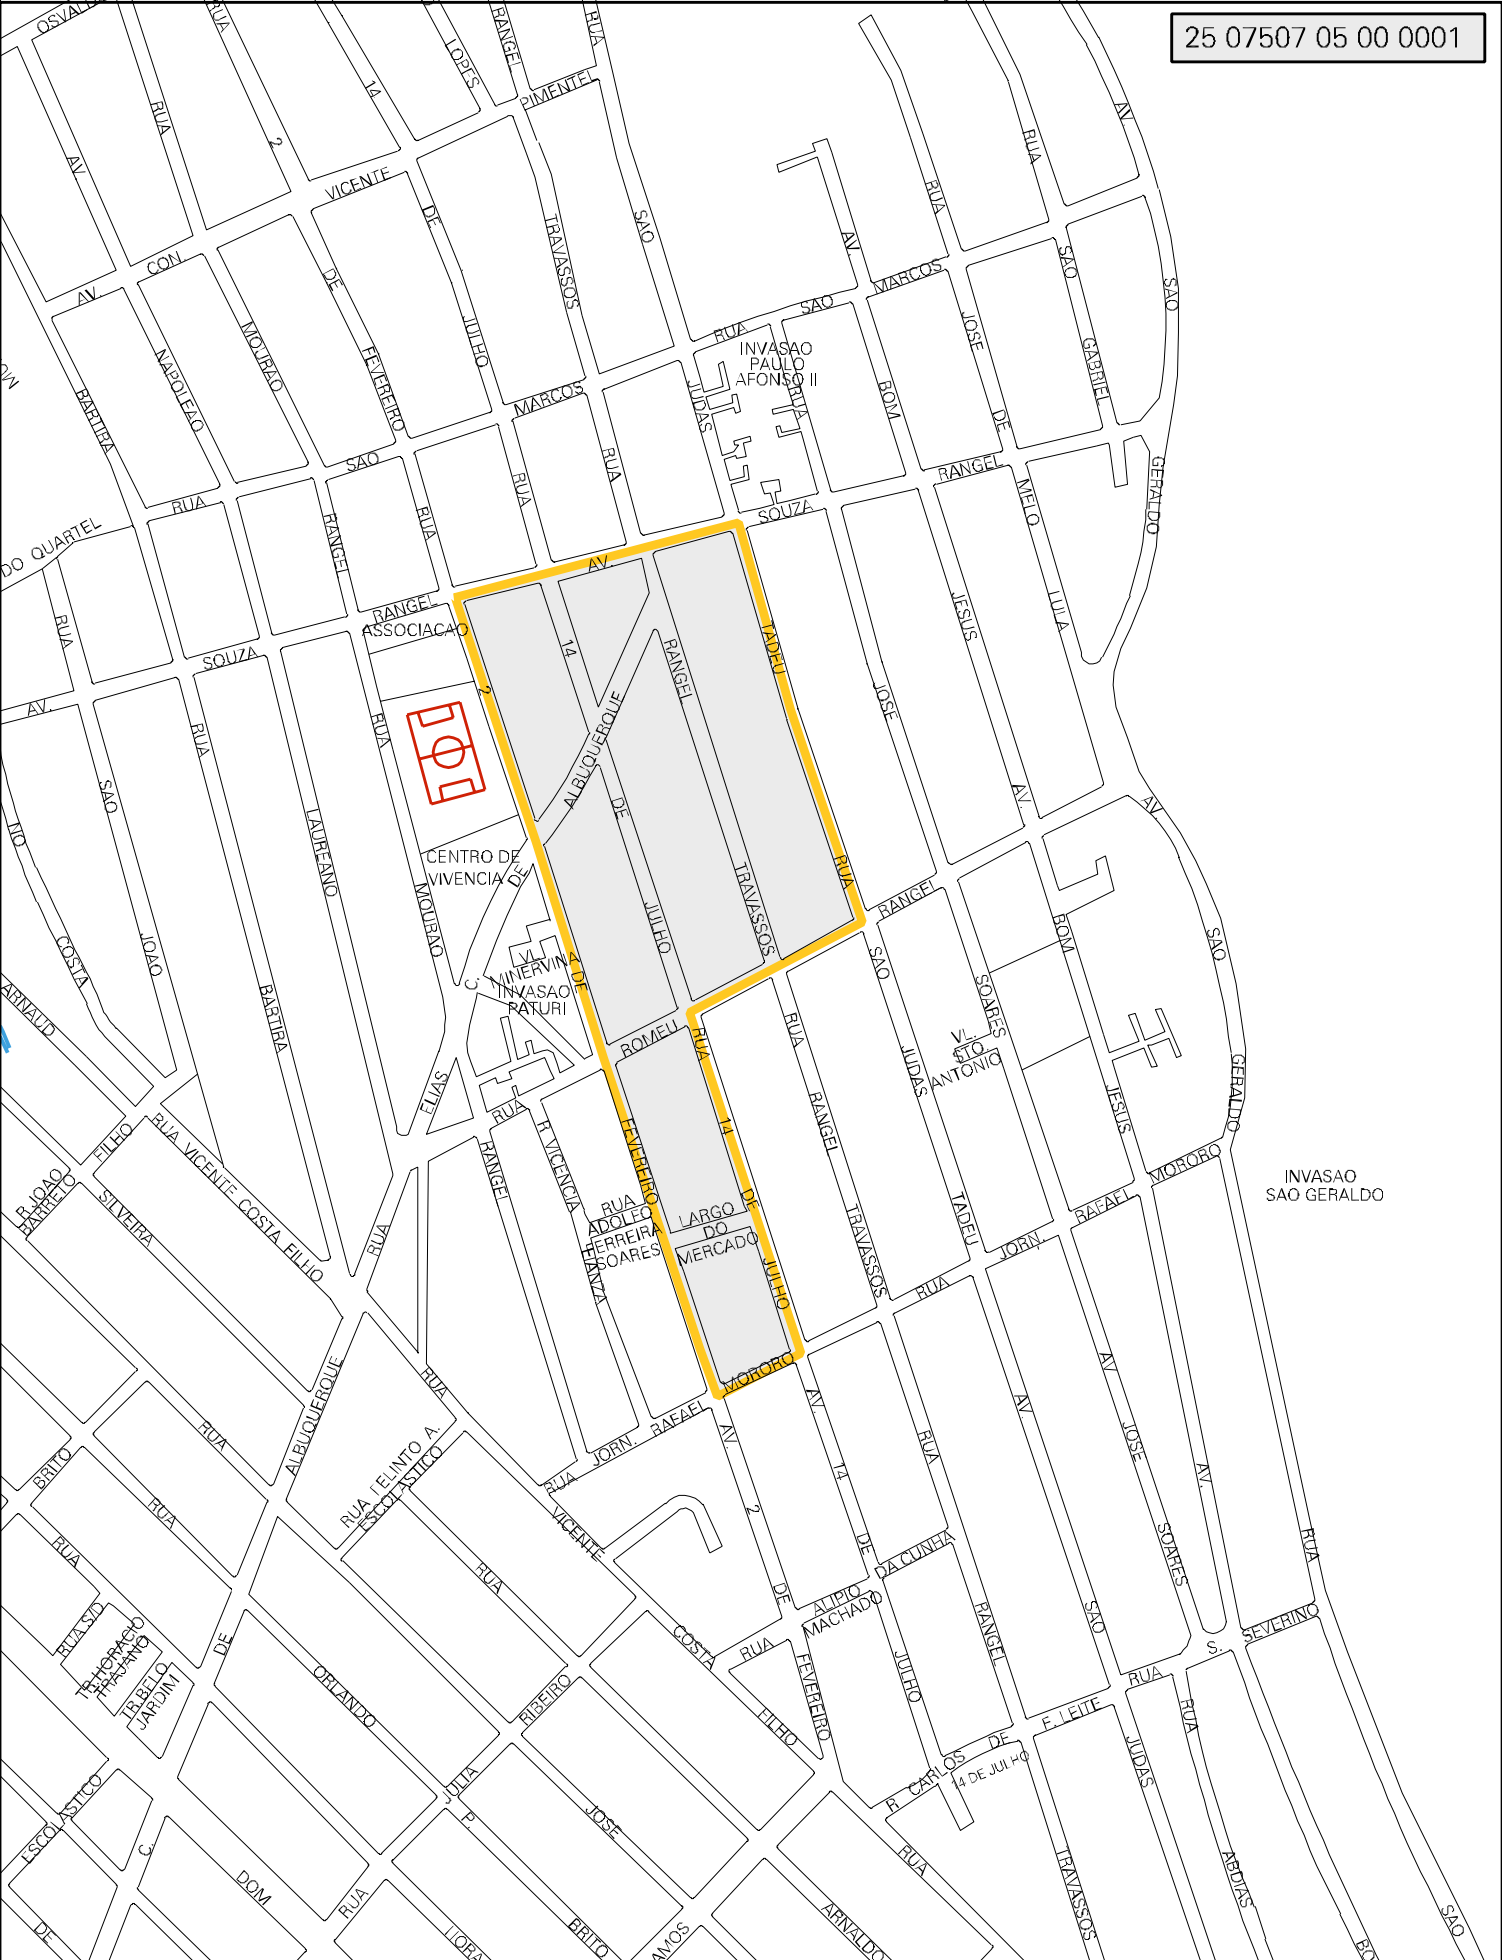 25 07507 05 00 0001
RANGEL
RUA
LOPES
PIMENTEL
14
RUA
2
AV.
VICENTE
DE
TRAVASSOS
SAO
RUA
RUA
AV
AV.
CON.
AV.
DE
JULHO
MOURAO
NAPOLEAO
FEVEREIRO
BARTIRA
MARCOS
SAO
RUA
RUA
SAO
MARCOS
AV.
SAO
SAO
JOSE
GABRIEL
DE
BOM
INVASAO
PAULO
AFONSO II
RUA
JUDAS
RUA
RUA
RUA
RANGEL
DO QUARTEL
SOUZA
RANGEL
MELO
GERALDO
LULA
JESUS
JOSE
AV.
RANGEL
ASSOCIACAO
RUA
SOUZA
AV.
RUA
RUA
2
14
RANGEL
TADEU
ALBUQUERQUE
DE
SAO
LAUREANO
NO
COSTA
JOAO
BARTIRA
MOURAO
CENTRO DE
VIVENCIA
DE
C.
VL.
MINERVINA
INVASAO
PATURI
DE
JULHO
TRAVASSOS
RUA
RANGEL
SAO
AV.
AV.
BOM
SAO
SOARES
VL.
STO
ANTONIO
JUDAS
JESUS
GERALDO
ARNAUD
ELIAS
RUA
ROMEU
RUA
RUA
14
RANGEL
FEVEREIRO
R VICENCIA
RANGEL
FILHO
RUA VICENTE COSTA FILHO
R JOAO
BARRETO
SILVEIRA
RUA
RUA
ADOLFO
FERREIRA
SOARES
LARGO
DO
MERCADO
DE
JULHO
TRAVASSOS
TADEU
RUA
JORN.
RAFAEL
MORORO
INVASAO
SAO GERALDO
MORORO
RAFAEL
JORN.
RUA
ALBUQUERQUE
RUA
RUA
BRITO
RUA
RUA
RUA FELINTO A.
ESCOLASTICO
VICENTE
RUA
AV.
2
AV.
14
RUA
AV.
AV
JOSE
AV.
SOARES
RUA
DE
DA CUNHA
ALIPIO
MACHADO
DE
RUA
COSTA
FILHO
FEVEREIRO
JULHO
RANGEL
SAO
S.
SEVERINO
RUA
RUA
RUA S/D
TR.HORACIO
TRAJANO
TR.BELO
JARDIM
DE
ORLANDO
RIBEIRO
JULIA
P.
JOSE
R
CARLOS
DE
F. LEITE
14 DE JULHO
JUDAS
ESCOLASTICO
C.
DOM
RUA
DE
BRITO
ARNALDO
RUA
TRAVASSOS
ABDIAS
SAO